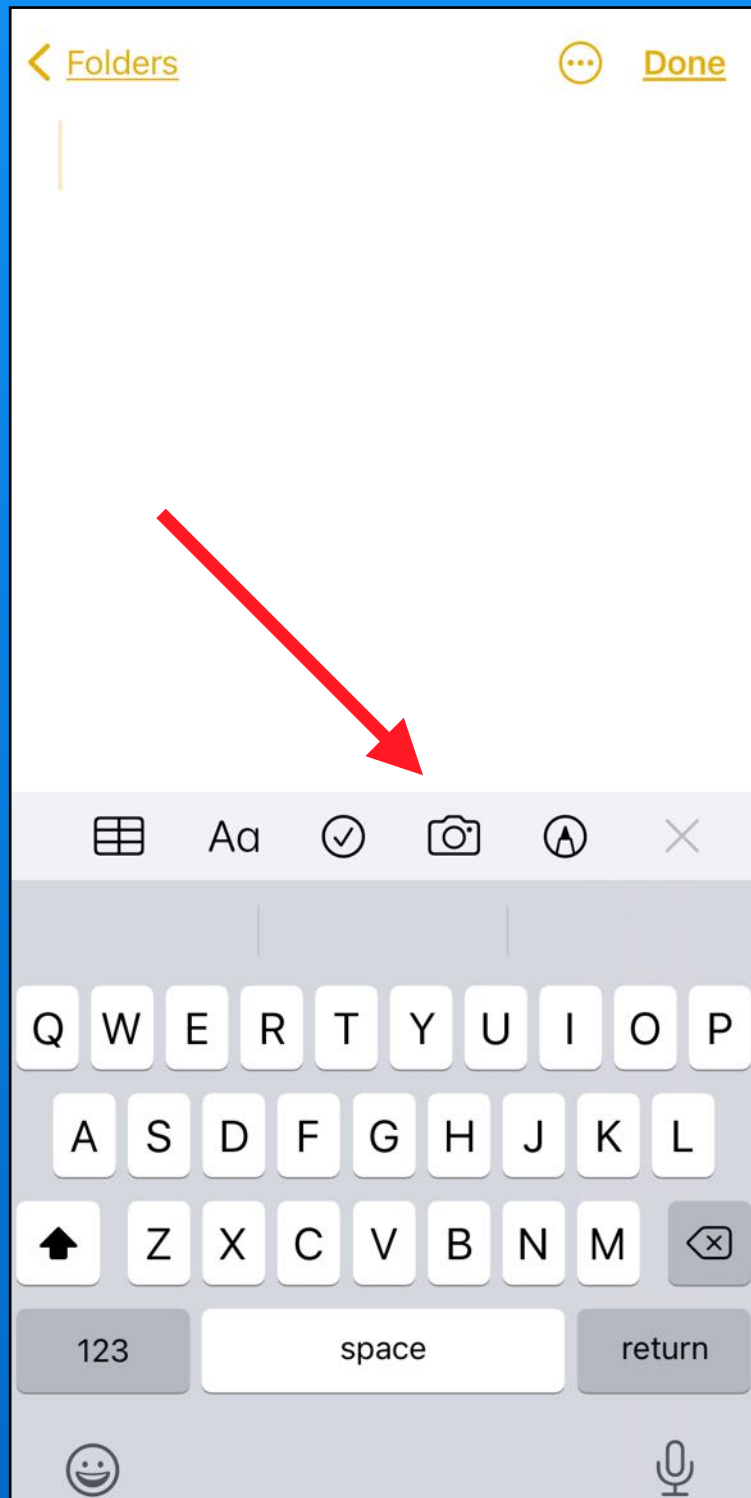 Folders Done
Aa
Q W E R T Y U I O P
A S D F G H J K L
Z X C V B N M
123 space return